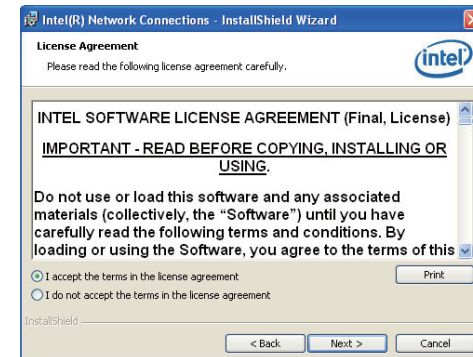 Intel(R) Network Connections - InstallShield Wizard
License Agreement
Please read the following license agreement carefully.
intel
INTEL SOFTWARE LICENSE AGREEMENT (Final, License)
IMPORTANT - READ BEFORE COPYING, INSTALLING OR
USING.
Do not use or load this software and any associated
materials (collectively, the “Software”) until you have
carefully read the following terms and conditions. By
loading or using the Software, you agree to the terms of this
I accept the terms in the license agreement
Print
I do not accept the terms in the license agreement
InstallShield
< Back Next > Cancel